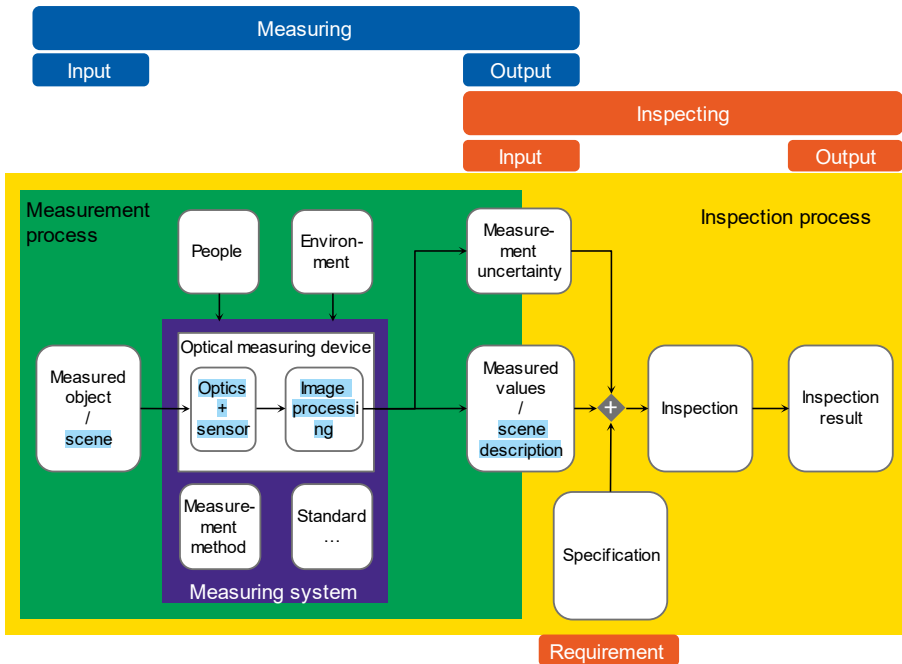 Measuring
Input
Output
Inspecting
Input
Output
Measurement
process
Inspection process
People
Environ-
ment
Measure-
ment
uncertainty
Optical measuring device
Measured
object
/
scene
Optics
+
sensor
Image
processi
ng
Measured
values
/
scene
description
Inspection
Inspection
result
Measure-
ment
method
Standard
…
Specification
Measuring system
Requirement